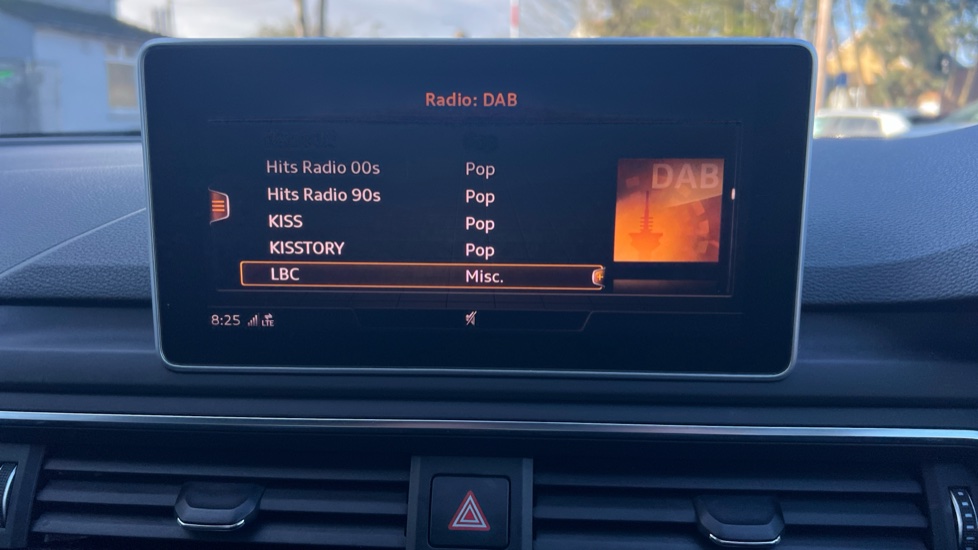 Radio: DAB
Hits Radio 00s Pop
Hits Radio 90s Pop
KISS Pop
KISSTORY Pop
LBC Misc.
DAB
8:25 LTE